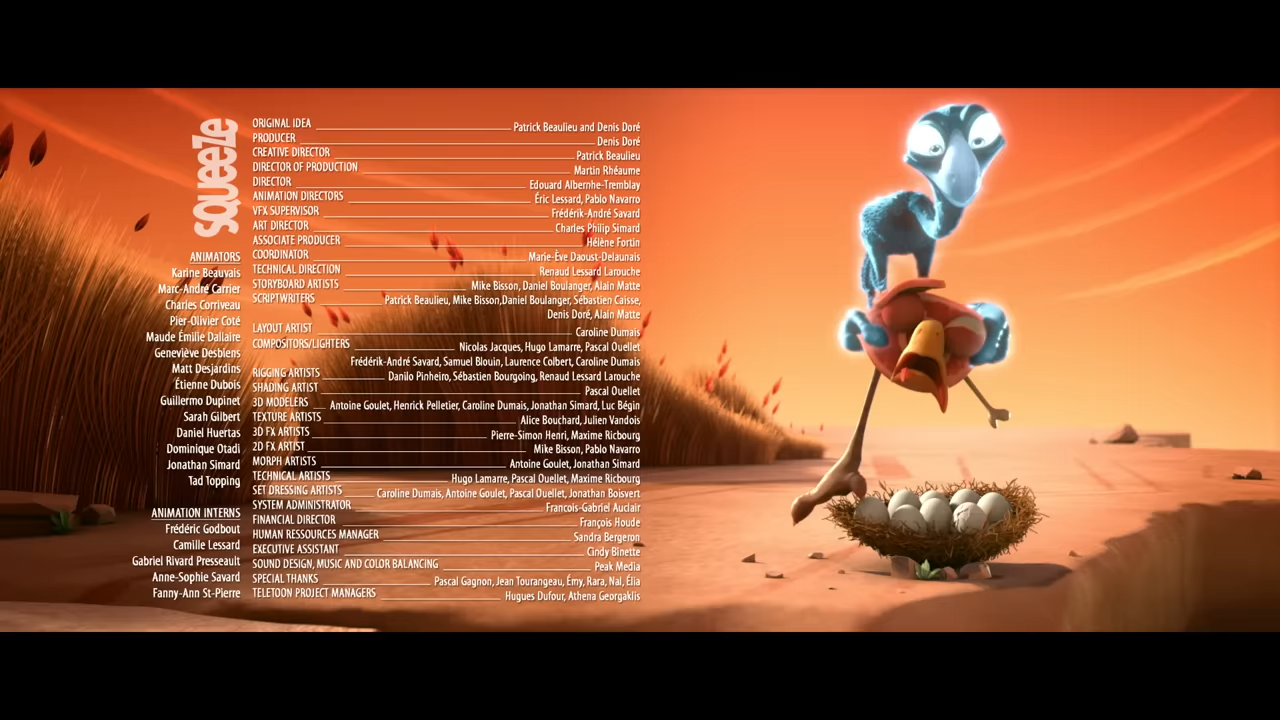 squeeze
ANIMATORS
Karine Beauvais
Marc-André Carrier
Charles Corriveau
Pier-Olivier Coté
Maude Émilie Dallaire
Geneviève Desbiens
Matt Desjardins
Étienne Dubois
Guillermo Dupinet
Sarah Gilbert
Daniel Huertas
Dominique Otadi
Jonathan Simard
Tad Topping
ANIMATION INTERNS
Frédéric Godbout
Camille Lessard
Gabriel Rivard Presseault
Anne-Sophie Savard
Fanny-Ann St-Pierre
ORIGINAL IDEA Patrick Beaulieu and Denis Doré
PRODUCER Denis Doré
CREATIVE DIRECTOR Patrick Beaulieu
DIRECTOR OF PRODUCTION Martin Rhéaume
DIRECTOR Edouard Albernhe-Tremblay
ANIMATION DIRECTORS Éric Lessard, Pablo Navarro
VFX SUPERVISOR Frédérik-André Savard
ART DIRECTOR Charles Philip Simard
ASSOCIATE PRODUCER Hélène Fortin
COORDINATOR Marie-Ève Daoust-Delaunais
TECHNICAL DIRECTION Renaud Lessard Larouche
STORYBOARD ARTISTS Mike Bisson, Daniel Boulanger, Alain Matte
SCRIPTWRITERS Patrick Beaulieu, Mike Bisson,Daniel Boulanger, Sébastien Caisse,
Denis Doré, Alain Matte
LAYOUT ARTIST Caroline Dumais
COMPOSITORS/LIGHTERS Nicolas Jacques, Hugo Lamarre, Pascal Ouellet
Frédérik-André Savard, Samuel Blouin, Laurence Colbert, Caroline Dumais
RIGGING ARTISTS Danilo Pinheiro, Sébastien Bourgoing, Renaud Lessard Larouche
SHADING ARTIST Pascal Ouellet
3D MODELERS Antoine Goulet, Henrick Pelletier, Caroline Dumais, Jonathan Simard, Luc Bégin
TEXTURE ARTISTS Alice Bouchard, Julien Vandois
3D FX ARTISTS Pierre-Simon Henri, Maxime Ricbourg
2D FX ARTIST Mike Bisson, Pablo Navarro
MORPH ARTISTS Antoine Goulet, Jonathan Simard
TECHNICAL ARTISTS Hugo Lamarre, Pascal Ouellet, Maxime Ricbourg
SET DRESSING ARTISTS Caroline Dumais, Antoine Goulet, Pascal Ouellet, Jonathan Boisvert
SYSTEM ADMINISTRATOR Francois-Gabriel Auclair
FINANCIAL DIRECTOR François Houde
HUMAN RESSOURCES MANAGER Sandra Bergeron
EXECUTIVE ASSISTANT Cindy Binette
SOUND DESIGN, MUSIC AND COLOR BALANCING Peak Media
SPECIAL THANKS Pascal Gagnon, Jean Tourangeau, Émy, Rara, Nal, Élia
TELETOON PROJECT MANAGERS Hugues Dufour, Athena Georgaklis